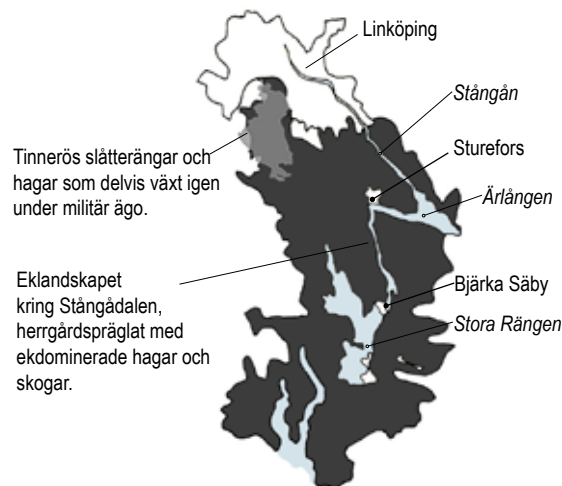 Linköping
Stångån
Tinnerös slåtterängar och
hagar som delvis växt igen
under militär ägo.
Sturefors
Ärlången
Eklandskapet
kring Stångådalen,
herrgårdspräglat med
ekdominerade hagar och
skogar.
Bjärka Säby
Stora Rängen